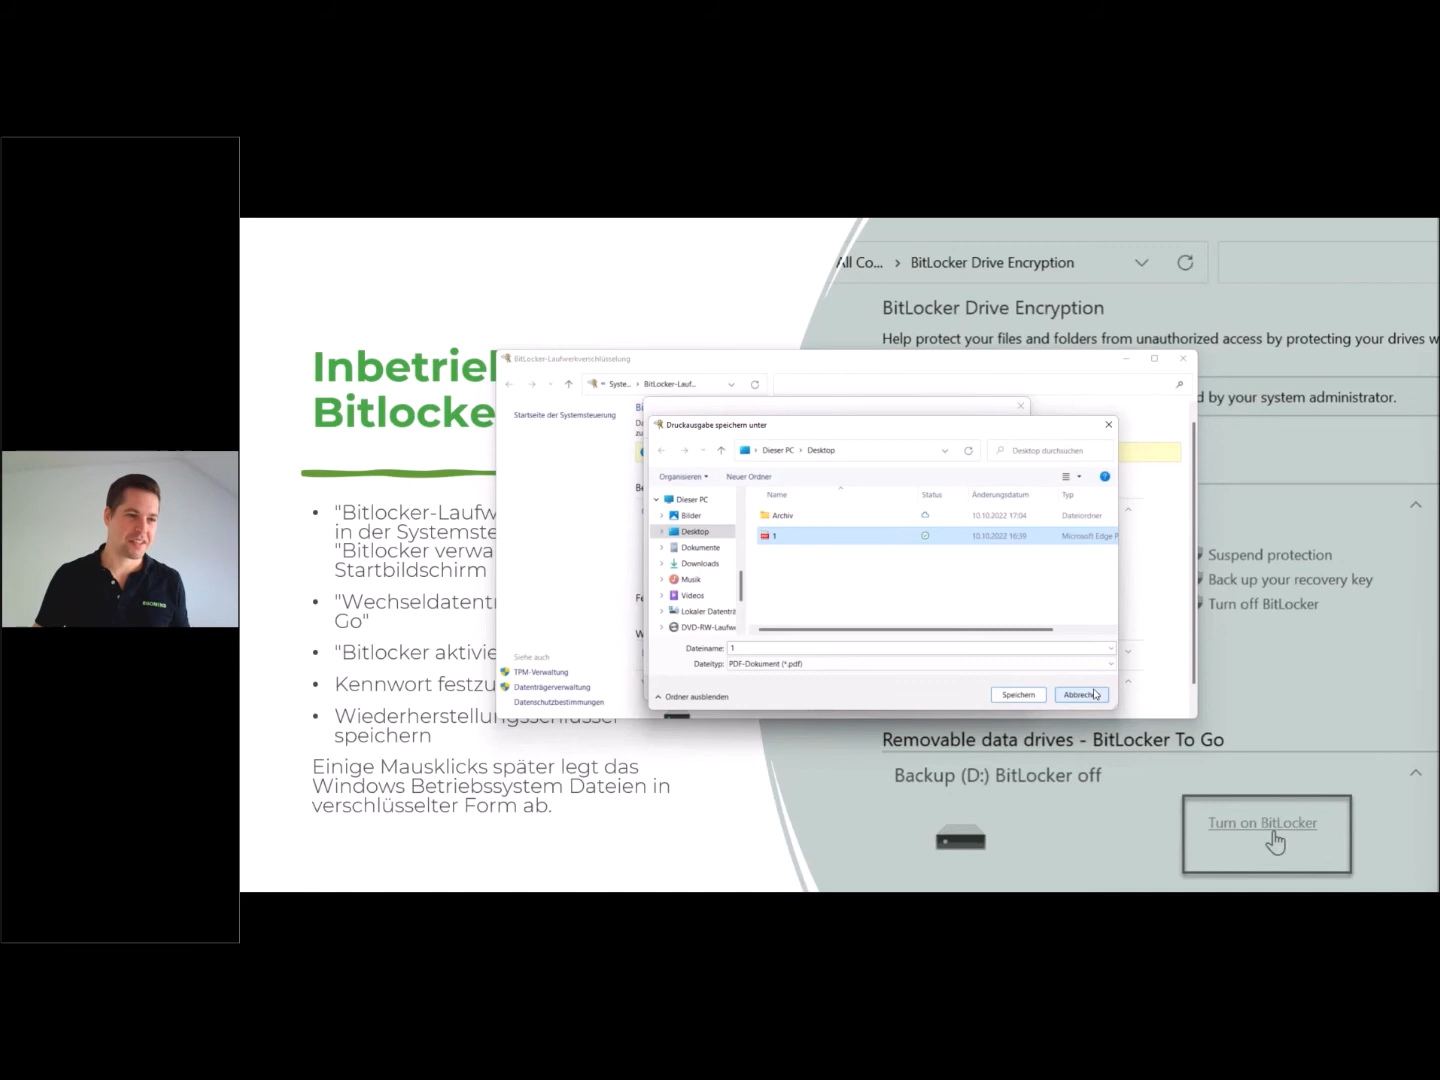 All Co... > BitLocker Drive Encryption
BitLocker Drive Encryption
Help protect your files and folders from unauthorized access by protecting your drives w
d by your system administrator.
Suspend protection
Back up your recovery key
Turn off BitLocker
Removable data drives - BitLocker To Go
Backup (D:) BitLocker off
Turn on BitLocker
Inbetrie
Bitlocke
• "Bitlocker-Laufw
in der Systemste
"Bitlocker verwa
Startbildschirm
• "Wechseldatent
Go"
• "Bitlocker aktivie
• Kennwort festzu
• Wiederherstellungsschlüssel
speichern
Einige Mausklicks später legt das
Windows Betriebssystem Dateien in
verschlüsselter Form ab.
BitLocker-Laufwerkverschlüsselung
Syste... > BitLocker-Lauf...
Startseite der Systemsteuerung
Siehe auch
TPM-Verwaltung
Datenträgerverwaltung
Datenschutzbestimmungen
Druckausgabe speichern unter
Dieser PC > Desktop
Desktop durchsuchen
Organisieren
Neuer Ordner
Name Status Änderungsdatum Typ
Archiv 10.10.2022 17:04 Dateiordner
1 10.10.2022 16:39 Microsoft Edge P
Dieser PC
Bilder
Desktop
Dokumente
Downloads
Musik
Videos
Lokaler Datenträ
DVD-RW-Laufw
Dateiname: 1
Dateityp: PDF-Dokument (*.pdf)
Ordner ausblenden
Speichern
Abbreche